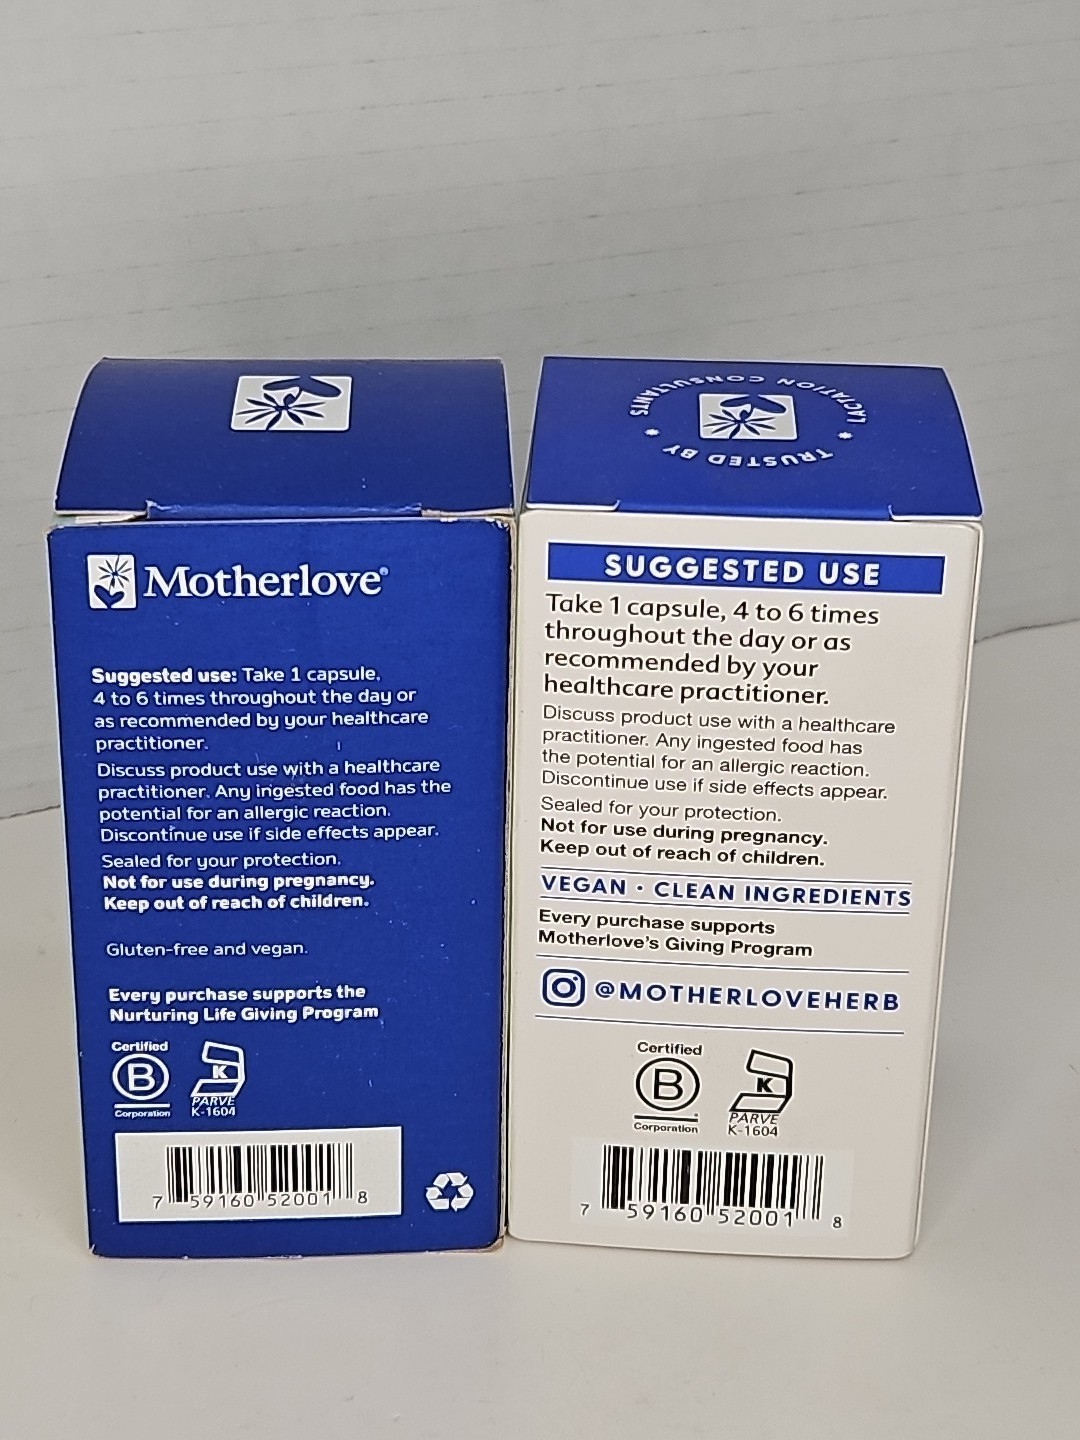 Motherlove®
Suggested use: Take 1 capsule,
4 to 6 times throughout the day or
as recommended by your healthcare
practitioner.
Discuss product use with a healthcare
practitioner. Any ingested food has the
potential for an allergic reaction.
Discontinue use if side effects appear.
Sealed for your protection.
Not for use during pregnancy.
Keep out of reach of children.
Gluten-free and vegan.
Every purchase supports the
Nurturing Life Giving Program
Certified
B
Corporation
K
PARVE
K-1604
7 59160 52001 8
TRUSTED BY • LACTATION CONSULTANTS •
SUGGESTED USE
Take 1 capsule, 4 to 6 times
throughout the day or as
recommended by your
healthcare practitioner.
Discuss product use with a healthcare
practitioner. Any ingested food has
the potential for an allergic reaction.
Discontinue use if side effects appear.
Sealed for your protection.
Not for use during pregnancy.
Keep out of reach of children.
VEGAN • CLEAN INGREDIENTS
Every purchase supports
Motherlove's Giving Program
@MOTHERLOVEHERB
Certified
B
Corporation
K
PARVE
K-1604
7 59160 52001 8